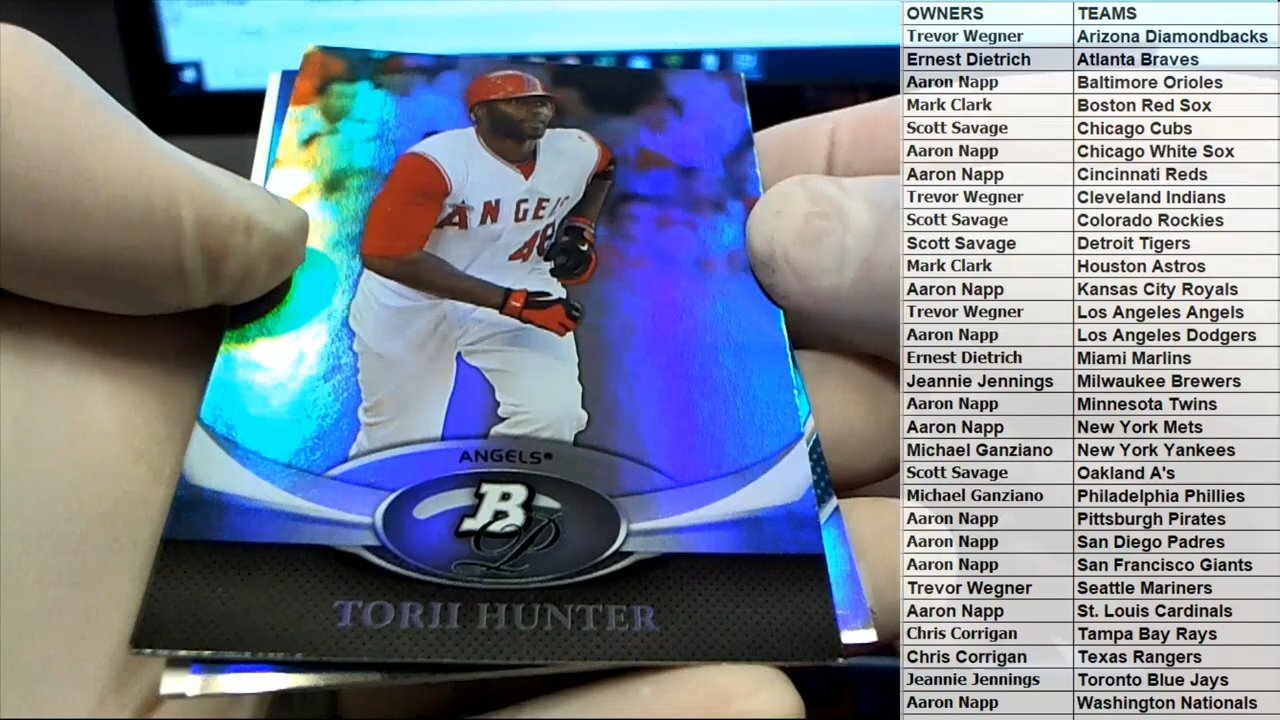 ANGELS
48
ANGELS®
BP
TORII HUNTER
OWNERS TEAMS
Trevor Wegner Arizona Diamondbacks
Ernest Dietrich Atlanta Braves
Aaron Napp Baltimore Orioles
Mark Clark Boston Red Sox
Scott Savage Chicago Cubs
Aaron Napp Chicago White Sox
Aaron Napp Cincinnati Reds
Trevor Wegner Cleveland Indians
Scott Savage Colorado Rockies
Scott Savage Detroit Tigers
Mark Clark Houston Astros
Aaron Napp Kansas City Royals
Trevor Wegner Los Angeles Angels
Aaron Napp Los Angeles Dodgers
Ernest Dietrich Miami Marlins
Jeannie Jennings Milwaukee Brewers
Aaron Napp Minnesota Twins
Aaron Napp New York Mets
Michael Ganziano New York Yankees
Scott Savage Oakland A's
Michael Ganziano Philadelphia Phillies
Aaron Napp Pittsburgh Pirates
Aaron Napp San Diego Padres
Aaron Napp San Francisco Giants
Trevor Wegner Seattle Mariners
Aaron Napp St. Louis Cardinals
Chris Corrigan Tampa Bay Rays
Chris Corrigan Texas Rangers
Jeannie Jennings Toronto Blue Jays
Aaron Napp Washington Nationals